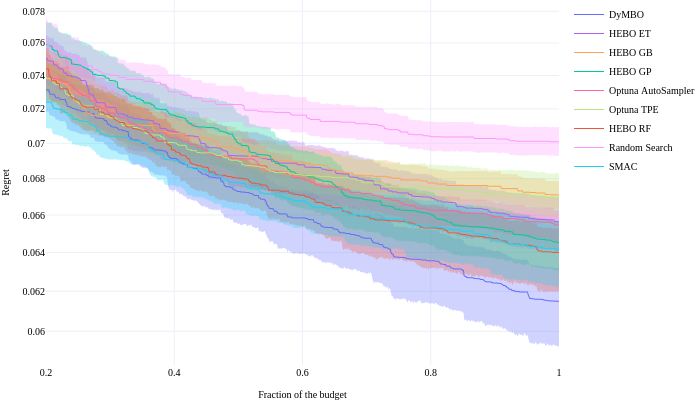 0.078
0.076
0.074
0.072
0.07
0.068
0.066
0.064
0.062
0.06
Regret
0.2
0.4
0.6
0.8
1
Fraction of the budget
DyMBO
HEBO ET
HEBO GB
HEBO GP
Optuna AutoSampler
Optuna TPE
HEBO RF
Random Search
SMAC